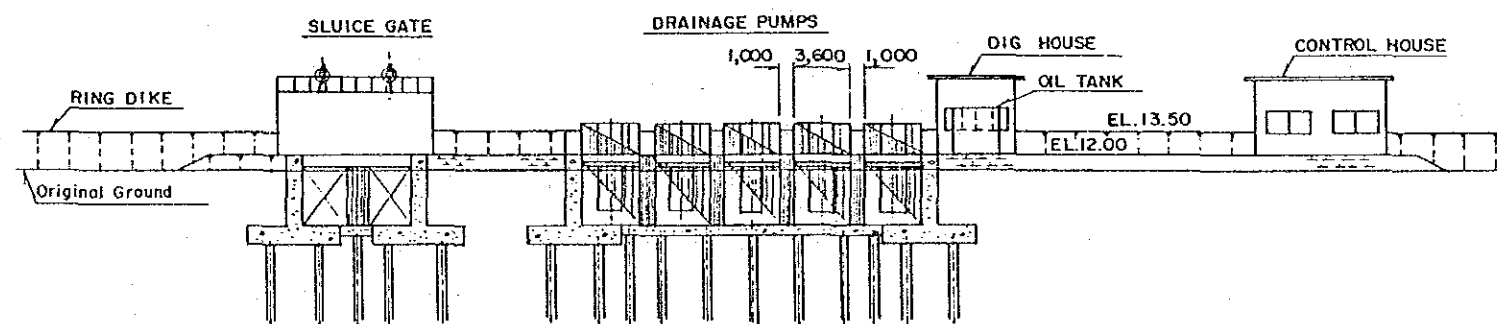 SLUICE GATE
DRAINAGE PUMPS
1,000 3,600 1,000
DIG HOUSE
CONTROL HOUSE
OIL TANK
RING DIKE
EL.13.50
EL.12.00
Original Ground